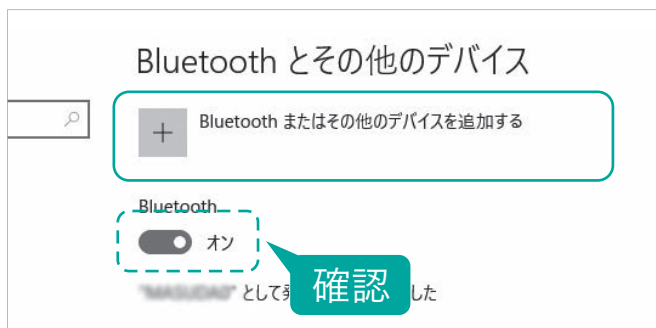 Bluetooth とその他のデバイス
Bluetooth またはその他のデバイスを追加する
Bluetooth
オン
として発
した
確認